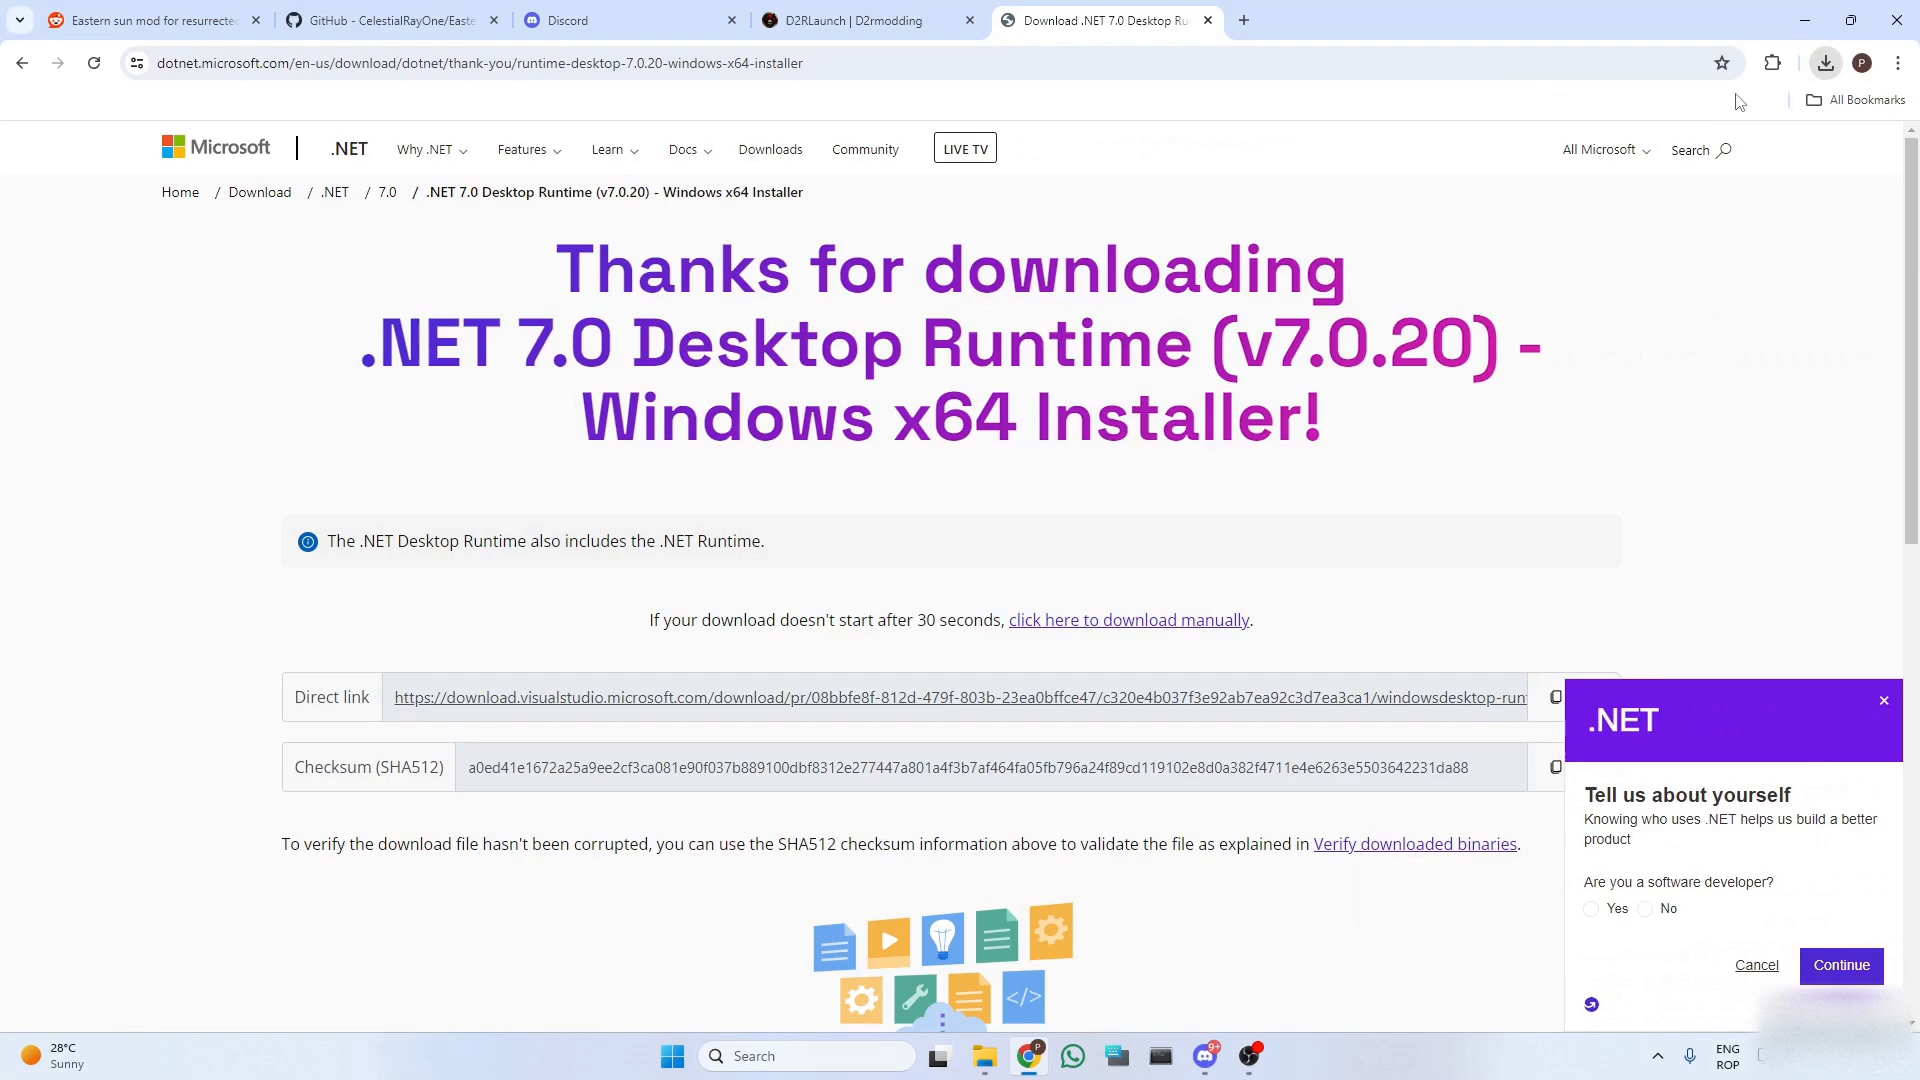 Eastern sun mod for resurrected
GitHub - CelestialRayOne/Easte
Discord
D2RLaunch | D2rmodding
Download .NET 7.0 Desktop Ru
dotnet.microsoft.com/en-us/download/dotnet/thank-you/runtime-desktop-7.0.20-windows-x64-installer
P
All Bookmarks
Microsoft
.NET
Why .NET
Features
Learn
Docs
Downloads
Community
LIVE TV
All Microsoft
Search
Home / Download / .NET / 7.0 / .NET 7.0 Desktop Runtime (v7.0.20) - Windows x64 Installer
Thanks for downloading
.NET 7.0 Desktop Runtime (v7.0.20) -
Windows x64 Installer!
The .NET Desktop Runtime also includes the .NET Runtime.
If your download doesn't start after 30 seconds, click here to download manually.
Direct link
https://download.visualstudio.microsoft.com/download/pr/08bbfe8f-812d-479f-803b-23ea0bffce47/c320e4b037f3e92ab7ea92c3d7ea3ca1/windowsdesktop-runt
Checksum (SHA512)
a0ed41e1672a25a9ee2cf3ca081e90f037b889100dbf8312e277447a801a4f3b7af464fa05fb796a24f89cd119102e8d0a382f4711e4e6263e5503642231da88
To verify the download file hasn't been corrupted, you can use the SHA512 checksum information above to validate the file as explained in Verify downloaded binaries.
.NET
Tell us about yourself
Knowing who uses .NET helps us build a better
product
Are you a software developer?
Yes
No
Cancel
Continue
28°C
Sunny
Search
P
9+
ENG
ROP